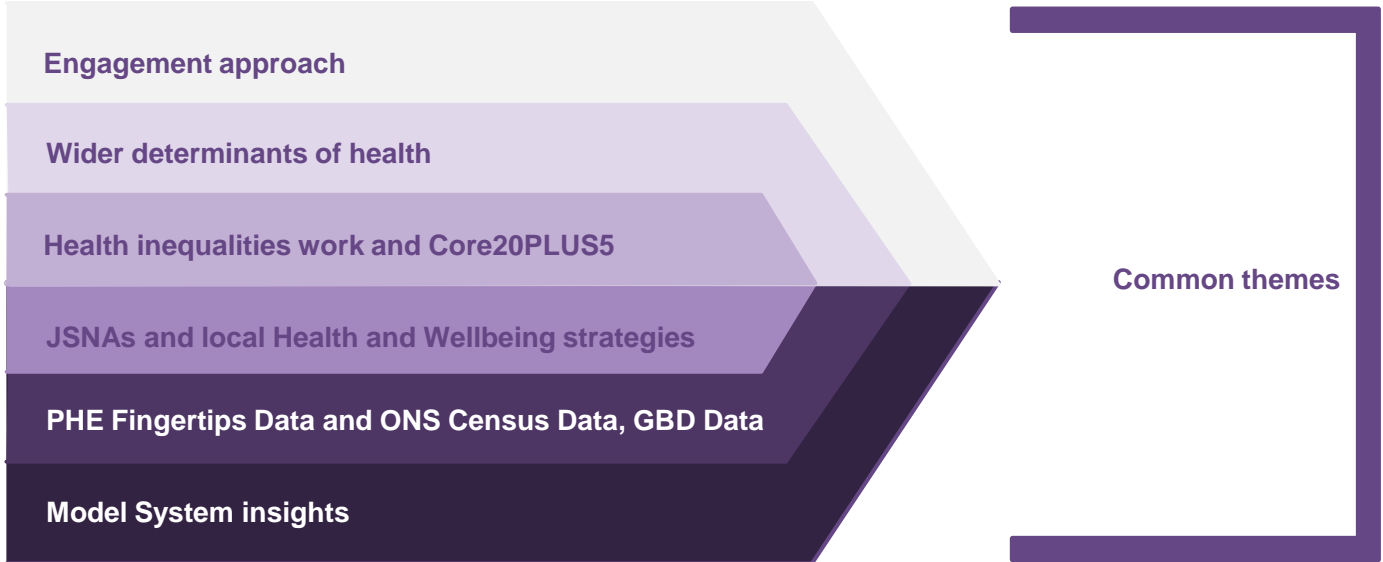 Engagement approach
Wider determinants of health
Health inequalities work and Core20PLUS5
JSNAs and local Health and Wellbeing strategies
PHE Fingertips Data and ONS Census Data, GBD Data
Model System insights
Common themes